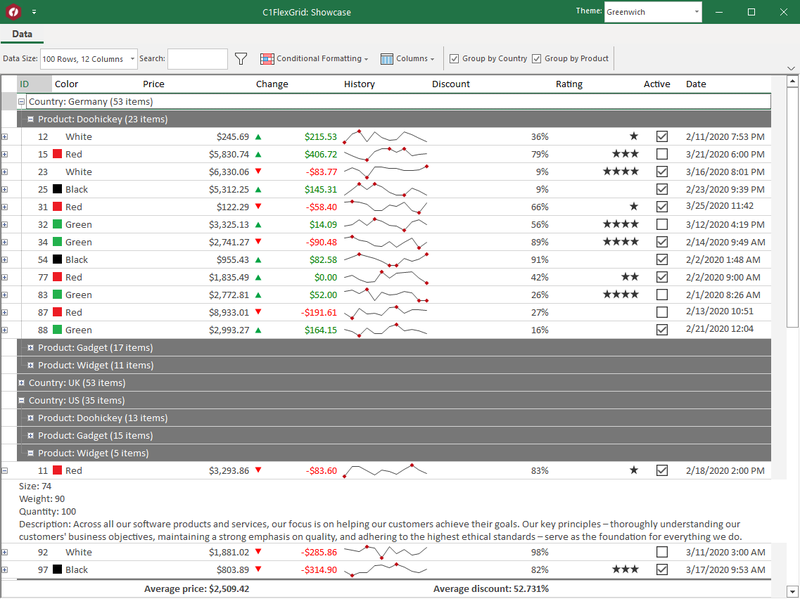 C1FlexGrid: Showcase
Theme: Greenwich
Data
Data Size: 100 Rows, 12 Columns Search: Conditional Formatting Columns Group by Country Group by Product
ID Color Price Change History Discount Rating Active Date
Country: Germany (53 items)
Product: Doohickey (23 items)
12 White $245.69 ▲ $215.53 36% ★ 2/11/2020 7:53 PM
15 Red $5,830.74 ▲ $406.72 79% ★★★ 3/21/2020 6:00 PM
23 White $6,330.06 ▼ -$83.77 9% ★★★★ 3/16/2020 8:01 PM
25 Black $5,312.25 ▲ $145.31 9% 2/23/2020 9:39 PM
31 Red $122.29 ▼ -$58.40 66% ★ 3/25/2020 11:42
32 Green $3,325.13 ▲ $14.09 56% ★★★★ 3/12/2020 4:19 PM
34 Green $2,741.27 ▼ -$90.48 89% ★★★★ 2/14/2020 9:49 AM
54 Black $955.43 ▲ $82.58 91% 2/2/2020 1:48 AM
77 Red $1,835.49 ▲ $0.00 42% ★★ 2/2/2020 9:00 AM
83 Green $2,772.81 ▲ $52.00 26% ★★★★ 2/1/2020 8:26 AM
87 Red $8,933.01 ▼ -$191.61 27% 2/13/2020 10:51
88 Green $2,993.27 ▲ $164.15 16% 2/21/2020 12:04
Product: Gadget (17 items)
Product: Widget (11 items)
Country: UK (53 items)
Country: US (35 items)
Product: Doohickey (13 items)
Product: Gadget (15 items)
Product: Widget (5 items)
11 Red $3,293.86 ▼ -$83.60 83% ★ 2/18/2020 2:00 PM
Size: 74
Weight: 90
Quantity: 100
Description: Across all our software products and services, our focus is on helping our customers achieve their goals. Our key principles – thoroughly understanding our
customers' business objectives, maintaining a strong emphasis on quality, and adhering to the highest ethical standards – serve as the foundation for everything we do.
92 White $1,881.02 ▼ -$285.86 98% 3/11/2020 3:00 AM
97 Black $803.89 ▼ -$314.90 82% ★★★ 3/17/2020 9:53 AM
Average price: $2,509.42 Average discount: 52.731%